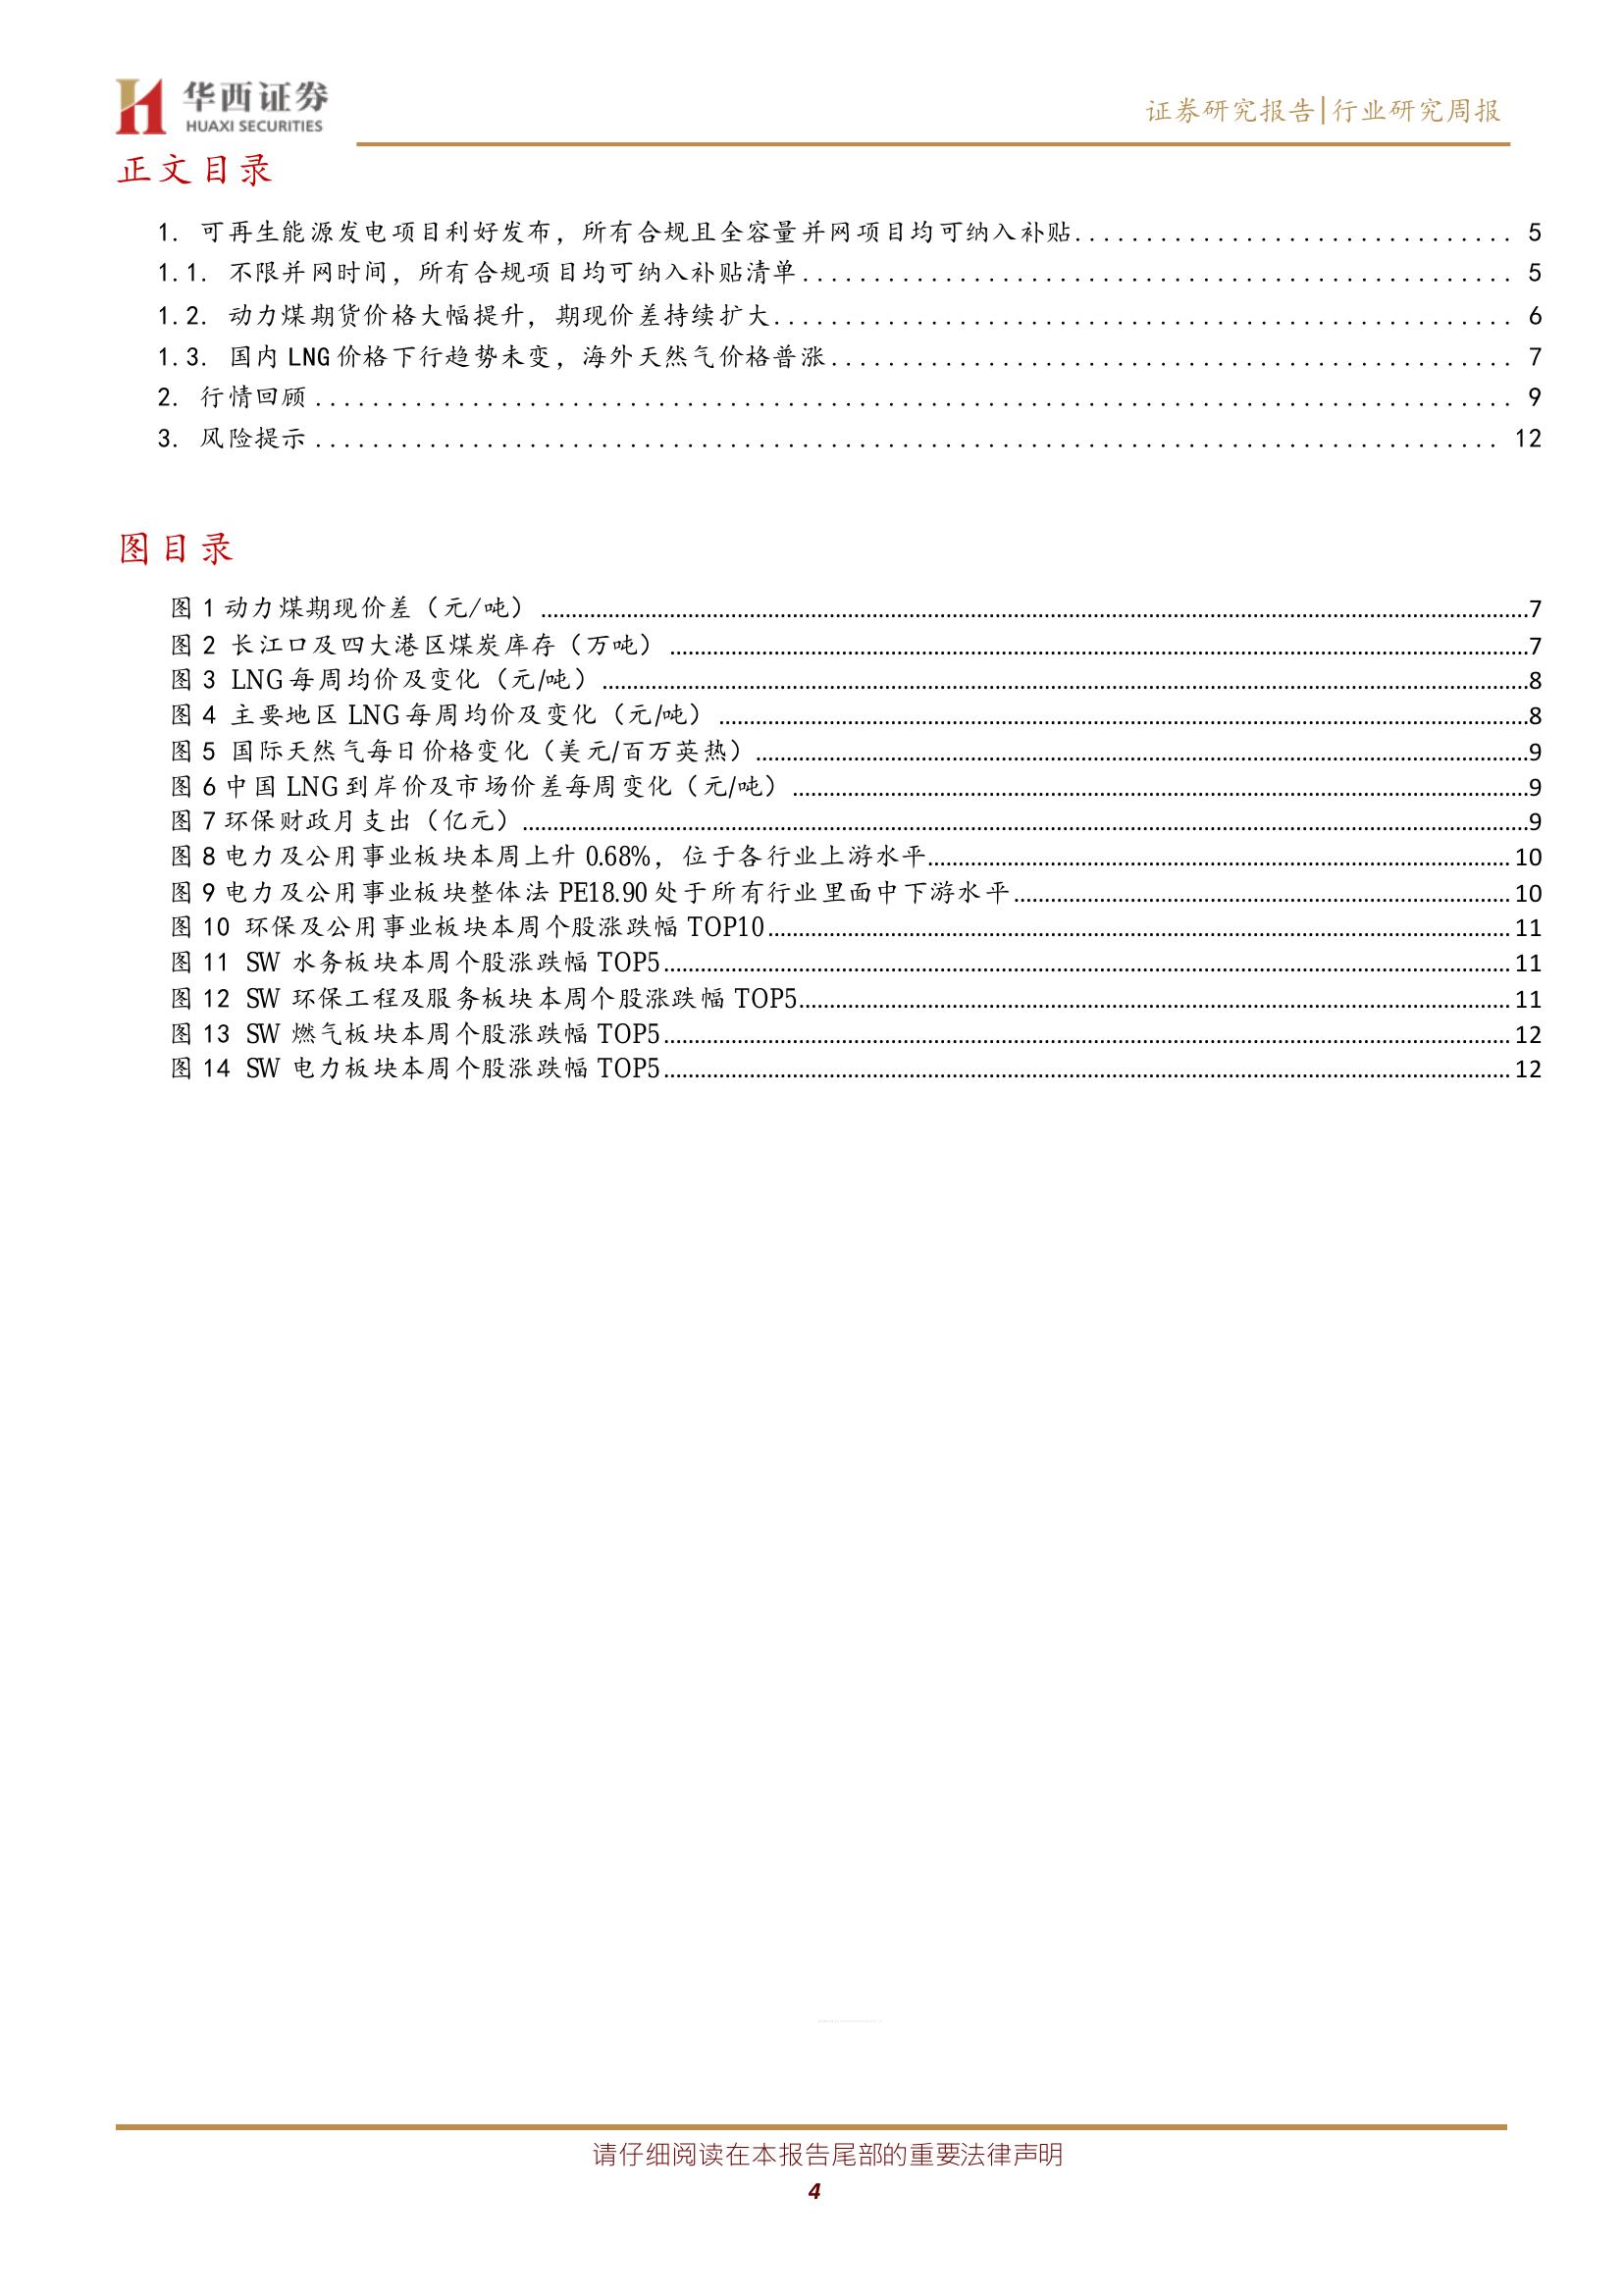 华西证券
HUAXI SECURITIES
证券研究报告|行业研究周报
正文目录
1. 可再生能源发电项目利好发布，所有合规且全容量并网项目均可纳入补贴................................ 5
1.1. 不限并网时间，所有合规项目均可纳入补贴清单.................................................. 5
1.2. 动力煤期货价格大幅提升，期现价差持续扩大.................................................... 6
1.3. 国内 LNG 价格下行趋势未变，海外天然气价格普涨................................................ 7
2. 行情回顾.................................................................................... 9
3. 风险提示................................................................................... 12
图目录
图 1 动力煤期现价差（元/吨）..........................................................7
图 2 长江口及四大港区煤炭库存（万吨）..........................................................7
图 3 LNG 每周均价及变化（元/吨）..........................................................8
图 4 主要地区 LNG 每周均价及变化（元/吨）..........................................................8
图 5 国际天然气每日价格变化（美元/百万英热）..........................................................9
图 6 中国 LNG 到岸价及市场价差每周变化（元/吨）..........................................................9
图 7 环保财政月支出（亿元）..........................................................9
图 8 电力及公用事业板块本周上升 0.68%，位于各行业上游水平..........................................................10
图 9 电力及公用事业板块整体法 PE18.90 处于所有行业里面中下游水平..........................................................10
图 10 环保及公用事业板块本周个股涨跌幅 TOP10..........................................................11
图 11 SW 水务板块本周个股涨跌幅 TOP5..........................................................11
图 12 SW 环保工程及服务板块本周个股涨跌幅 TOP5..........................................................11
图 13 SW 燃气板块本周个股涨跌幅 TOP5..........................................................12
图 14 SW 电力板块本周个股涨跌幅 TOP5..........................................................12
请仔细阅读在本报告尾部的重要法律声明
4